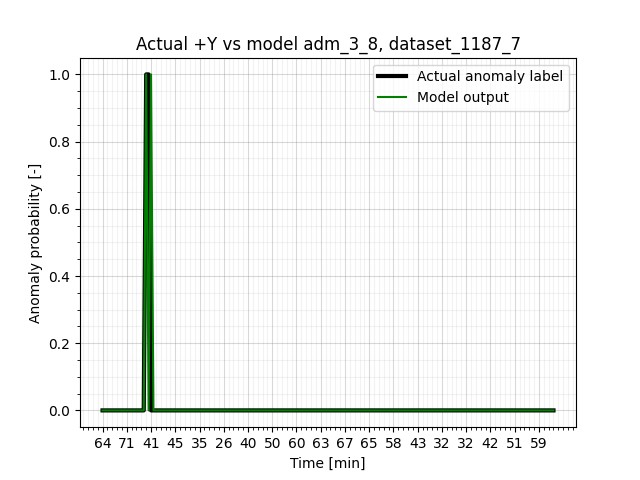 Actual +Y vs model adm_3_8, dataset_1187_7
Actual anomaly label
Model output
Anomaly probability [-]
1.0
0.8
0.6
0.4
0.2
0.0
64 71 41 45 35 26 40 50 60 63 67 65 58 43 32 32 42 51 59
Time [min]